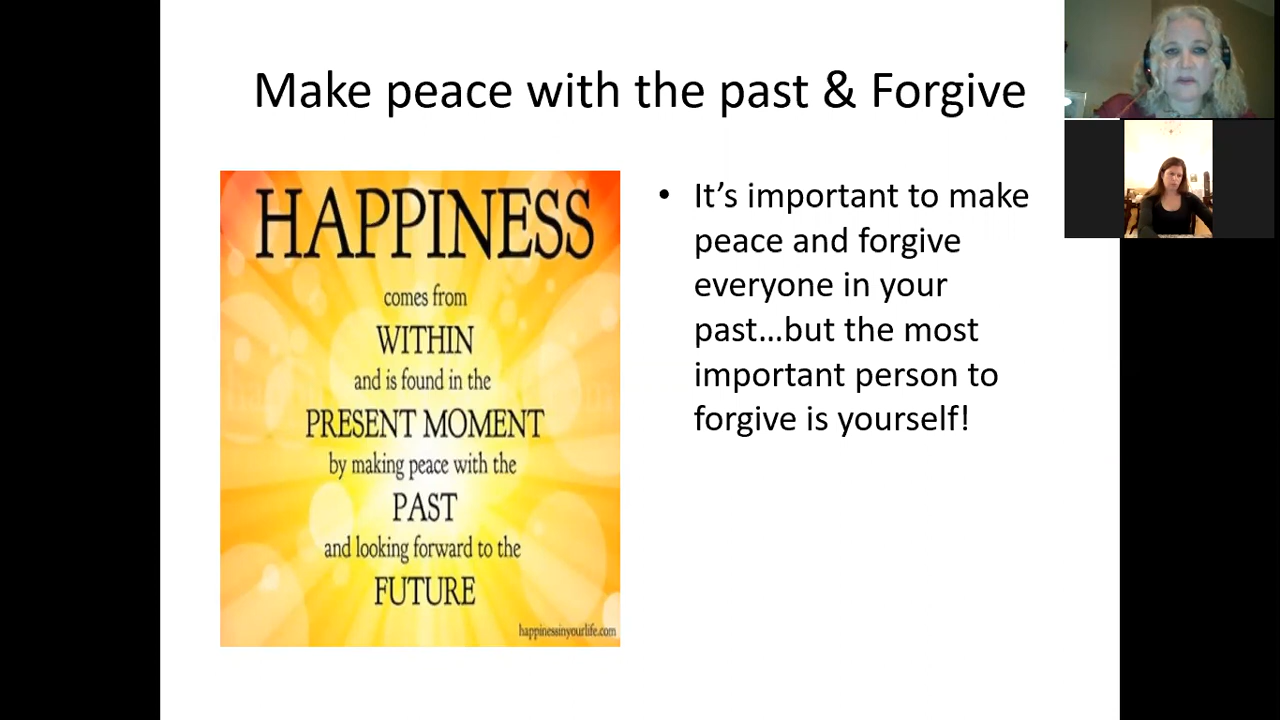 Make peace with the past & Forgive
HAPPINESS
comes from
WITHIN
and is found in the
PRESENT MOMENT
by making peace with the
PAST
and looking forward to the
FUTURE
happinessinyourlife.com
• It’s important to make
peace and forgive
everyone in your
past…but the most
important person to
forgive is yourself!